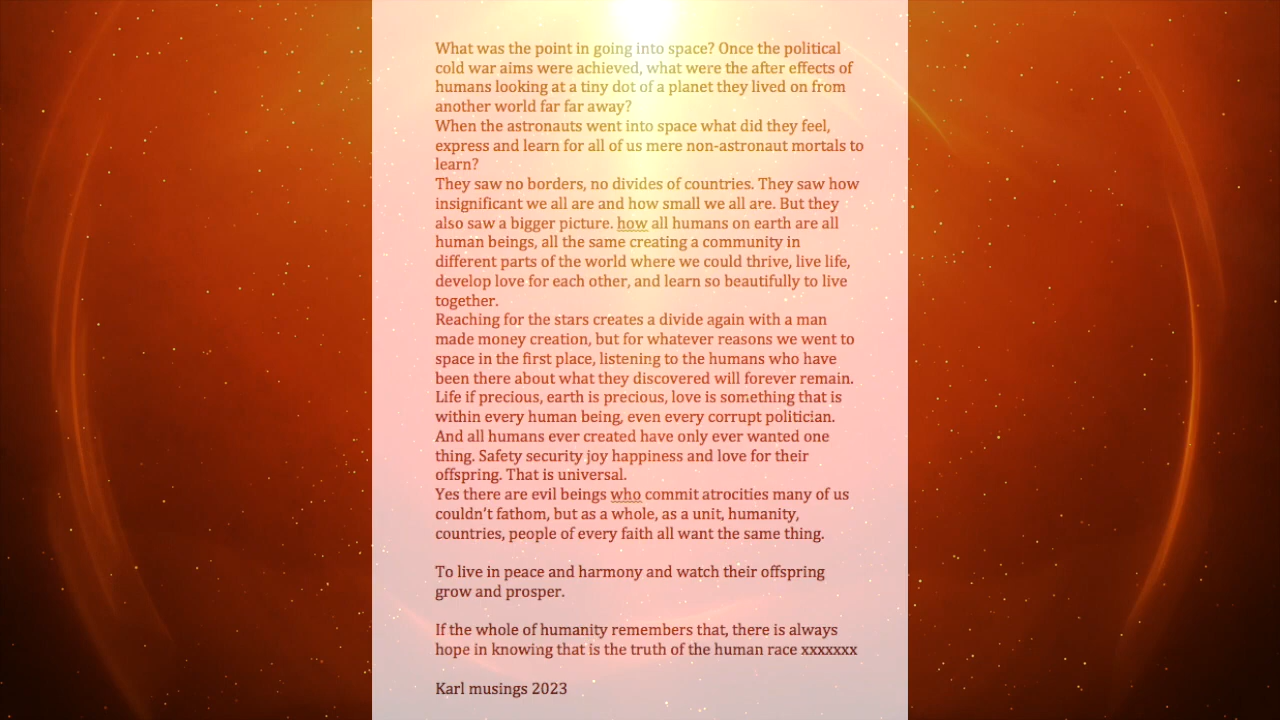 What was the point in going into space? Once the political
cold war aims were achieved, what were the after effects of
humans looking at a tiny dot of a planet they lived on from
another world far far away?
When the astronauts went into space what did they feel,
express and learn for all of us mere non-astronaut mortals to
learn?
They saw no borders, no divides of countries. They saw how
insignificant we all are and how small we all are. But they
also saw a bigger picture. how all humans on earth are all
human beings, all the same creating a community in
different parts of the world where we could thrive, live life,
develop love for each other, and learn so beautifully to live
together.
Reaching for the stars creates a divide again with a man
made money creation, but for whatever reasons we went to
space in the first place, listening to the humans who have
been there about what they discovered will forever remain.
Life if precious, earth is precious, love is something that is
within every human being, even every corrupt politician.
And all humans ever created have only ever wanted one
thing. Safety security joy happiness and love for their
offspring. That is universal.
Yes there are evil beings who commit atrocities many of us
couldn't fathom, but as a whole, as a unit, humanity,
countries, people of every faith all want the same thing.
To live in peace and harmony and watch their offspring
grow and prosper.
If the whole of humanity remembers that, there is always
hope in knowing that is the truth of the human race xxxxxxx
Karl musings 2023